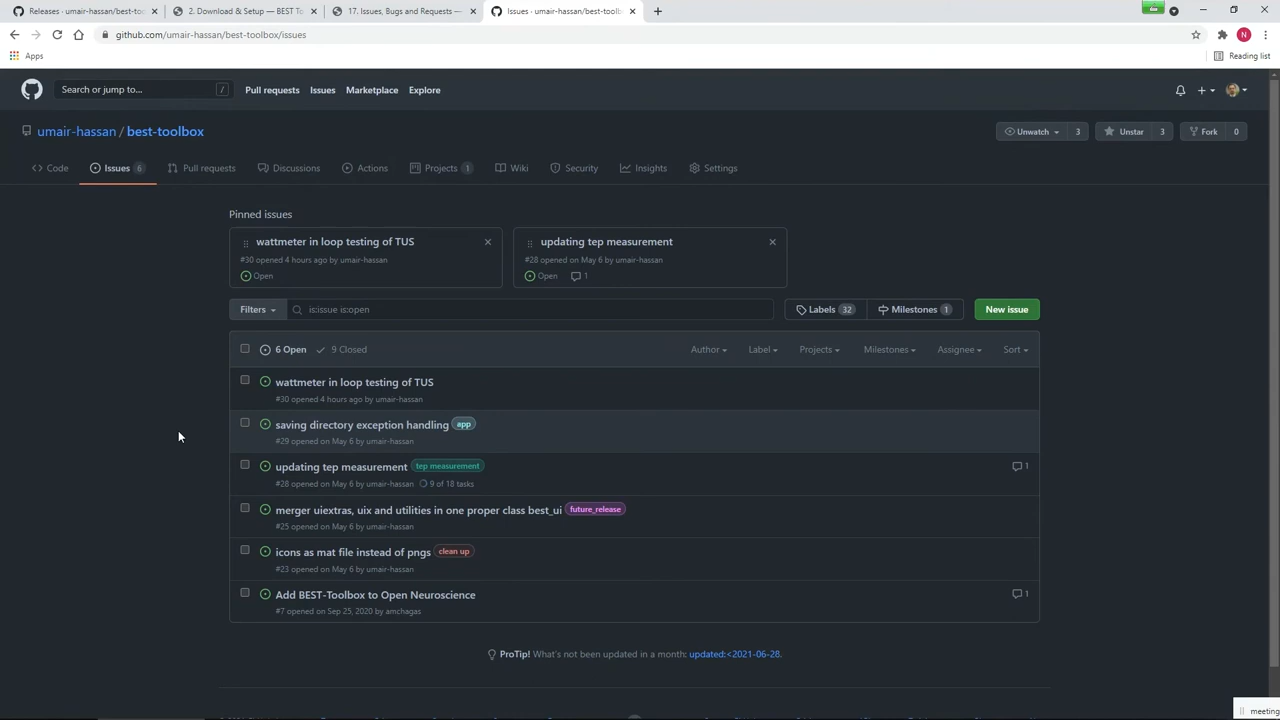 Releases · umair-hassan/best-too
2. Download & Setup — BEST To
17. Issues, Bugs and Requests —
Issues · umair-hassan/best-toolb
github.com/umair-hassan/best-toolbox/issues
N
Apps
Reading list
Search or jump to...
/
Pull requests
Issues
Marketplace
Explore
umair-hassan / best-toolbox
Unwatch 3
Unstar 3
Fork 0
Code
Issues 6
Pull requests
Discussions
Actions
Projects 1
Wiki
Security
Insights
Settings
Pinned issues
wattmeter in loop testing of TUS
#30 opened 4 hours ago by umair-hassan
Open
updating tep measurement
#28 opened on May 6 by umair-hassan
Open 1
Filters
is:issue is:open
Labels 32
Milestones 1
New issue
6 Open
9 Closed
Author
Label
Projects
Milestones
Assignee
Sort
wattmeter in loop testing of TUS
#30 opened 4 hours ago by umair-hassan
saving directory exception handling app
#29 opened on May 6 by umair-hassan
updating tep measurement tep measurement 1
#28 opened on May 6 by umair-hassan 9 of 18 tasks
merger uiextras, uix and utilities in one proper class best_ui future_release
#25 opened on May 6 by umair-hassan
icons as mat file instead of pngs clean up
#23 opened on May 6 by umair-hassan
Add BEST-Toolbox to Open Neuroscience 1
#7 opened on Sep 25, 2020 by amchagas
ProTip! What's not been updated in a month: updated:<2021-06-28.
meeting